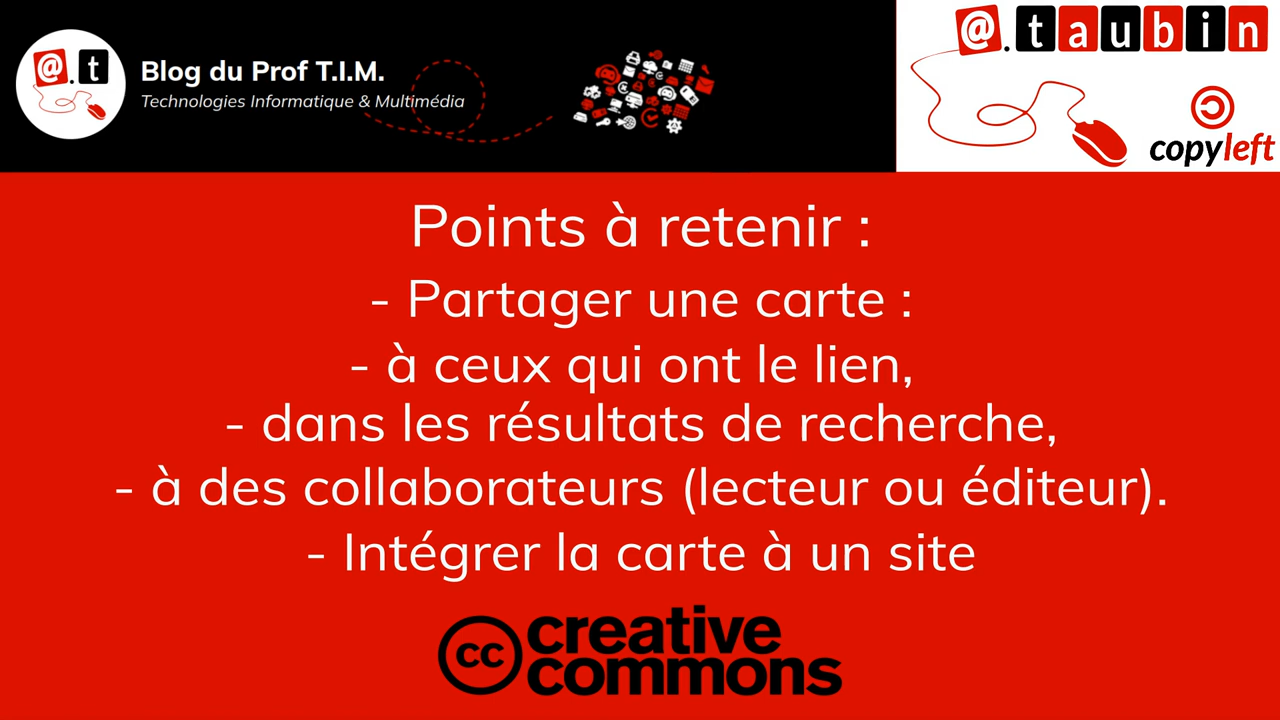 @.t
Blog du Prof T.I.M.
Technologies Informatique & Multimédia
@.taubin
copyleft
Points à retenir :
- Partager une carte :
- à ceux qui ont le lien,
- dans les résultats de recherche,
- à des collaborateurs (lecteur ou éditeur).
- Intégrer la carte à un site
cc creative
commons